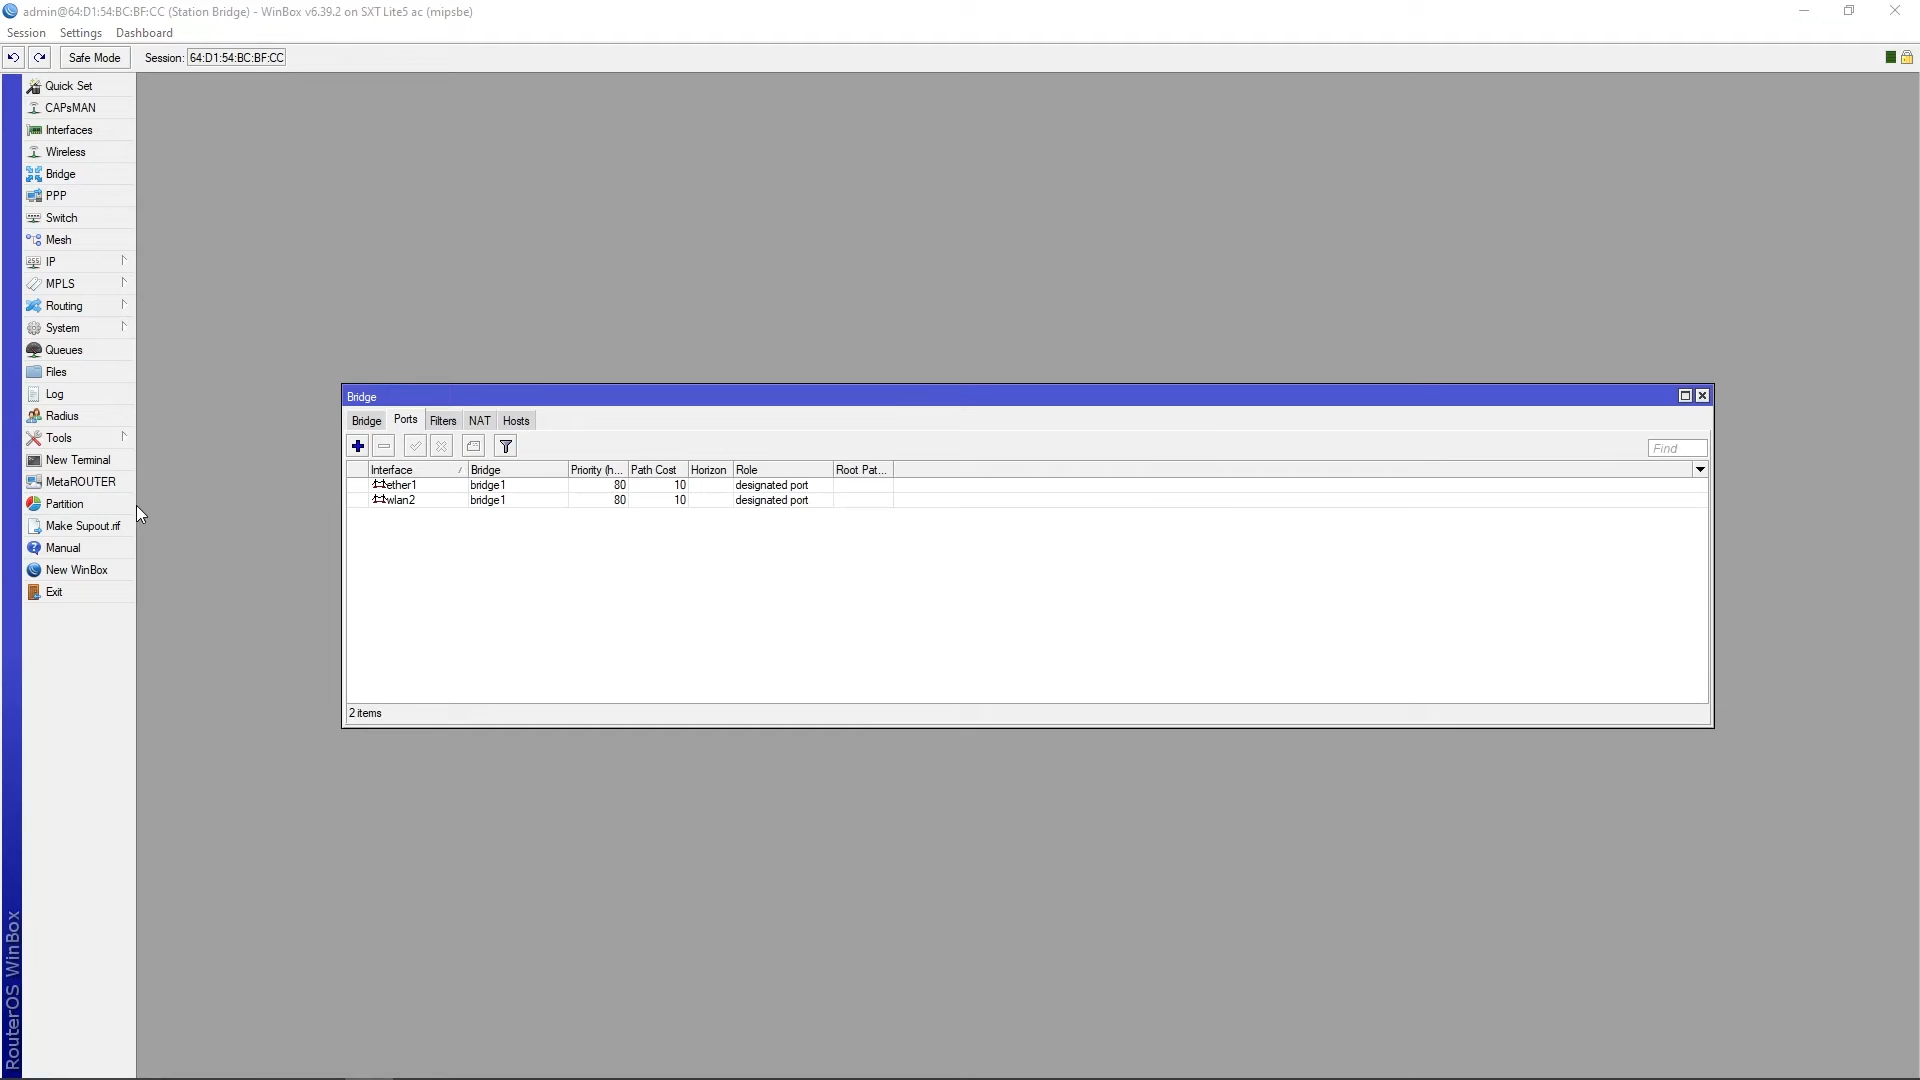 admin@64:D1:54:BC:BF:CC (Station Bridge) - WinBox v6.39.2 on SXT Lite5 ac (mipsbe)
Session Settings Dashboard
Safe Mode Session: 64:D1:54:BC:BF:CC
Quick Set
CAPsMAN
Interfaces
Wireless
Bridge
PPP
Switch
Mesh
IP
MPLS
Routing
System
Queues
Files
Log
Radius
Tools
New Terminal
MetaROUTER
Partition
Make Supout.rif
Manual
New WinBox
Exit
RouterOS WinBox
Bridge
Bridge Ports Filters NAT Hosts
Find
Interface Bridge Priority (h... Path Cost Horizon Role Root Pat...
ether1 bridge1 80 10 designated port
wlan2 bridge1 80 10 designated port
2 items